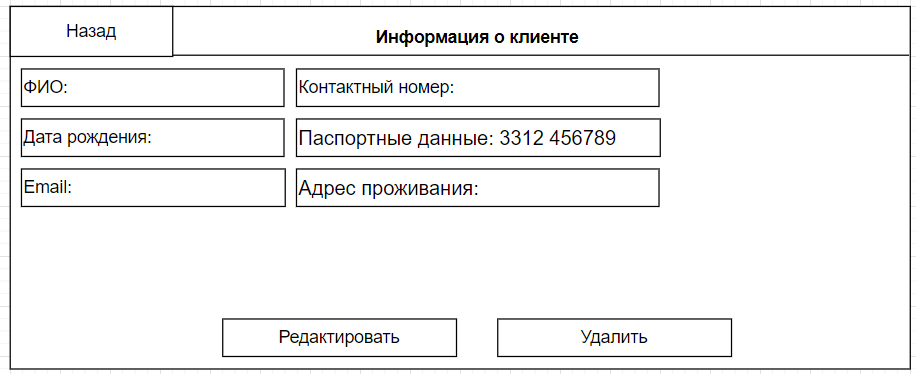 Назад
Информация о клиенте
ФИО:
Контактный номер:
Дата рождения:
Паспортные данные: 3312 456789
Email:
Адрес проживания:
Редактировать
Удалить